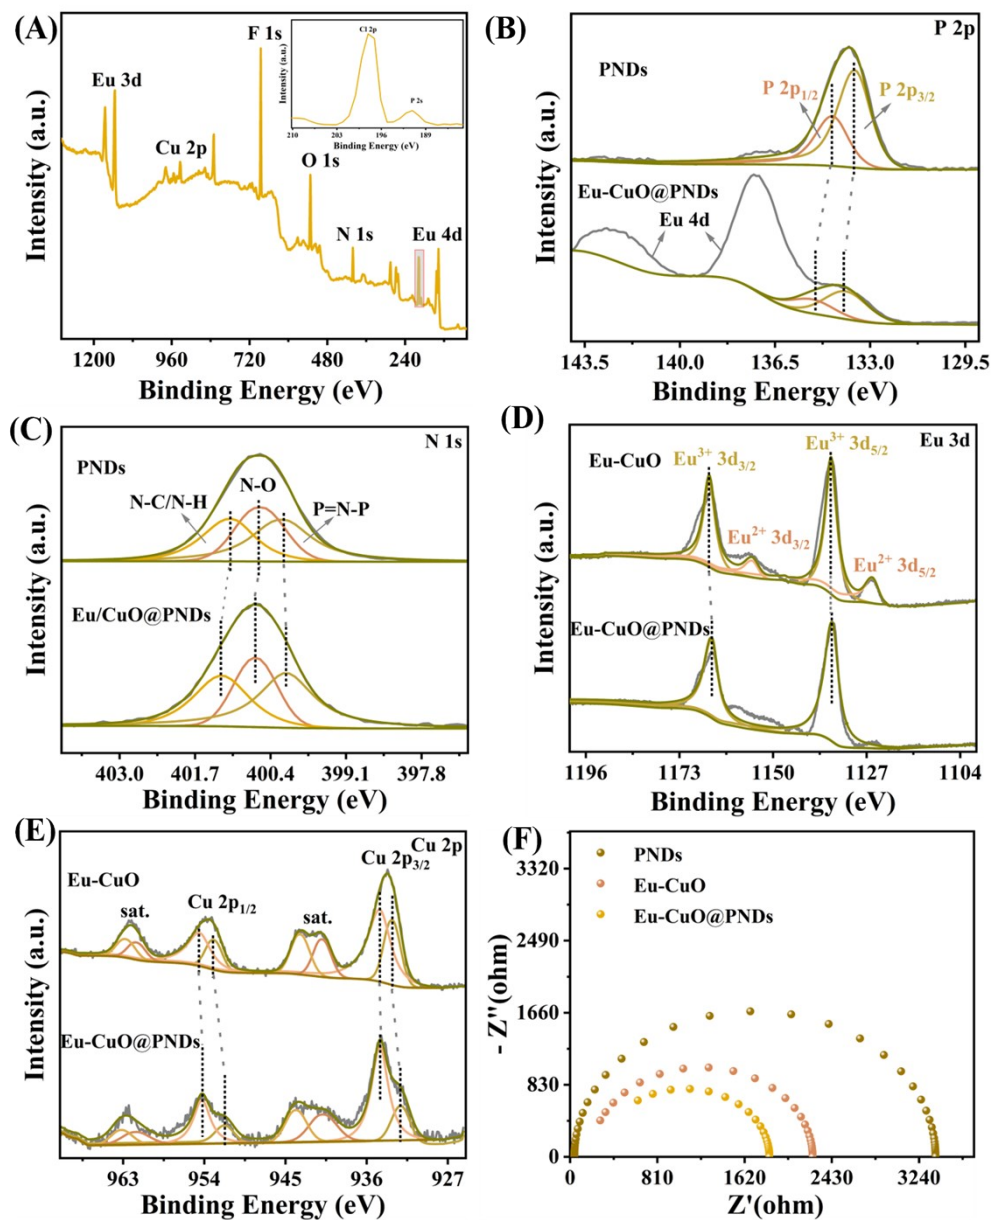 (A)
F 1s
Eu 3d
Cu 2p
O 1s
N 1s
Eu 4d
Intensity (a.u.)
1200 960 720 480 240
Binding Energy (eV)
Cl 2p
P 2s
Intensity (a.u.)
210 203 196 189
Binding Energy (eV)
(B)
P 2p
PNDs
P 2p1/2
P 2p3/2
Eu-CuO@PNDs
Eu 4d
Intensity (a.u.)
143.5 140.0 136.5 133.0 129.5
Binding Energy (eV)
(C)
N 1s
PNDs
N-C/N-H
N-O
P=N-P
Eu/CuO@PNDs
Intensity (a.u.)
403.0 401.7 400.4 399.1 397.8
Binding Energy (eV)
(D)
Eu 3d
Eu-CuO
Eu3+ 3d3/2
Eu3+ 3d5/2
Eu2+ 3d3/2
Eu2+ 3d5/2
Eu-CuO@PNDs
Intensity (a.u.)
1196 1173 1150 1127 1104
Binding Energy (eV)
(E)
Cu 2p
Cu 2p3/2
Eu-CuO
Cu 2p1/2
sat.
sat.
Eu-CuO@PNDs
Intensity (a.u.)
963 954 945 936 927
Binding Energy (eV)
(F)
PNDs
Eu-CuO
Eu-CuO@PNDs
- Z''(ohm)
3320
2490
1660
830
0
0 810 1620 2430 3240
Z'(ohm)